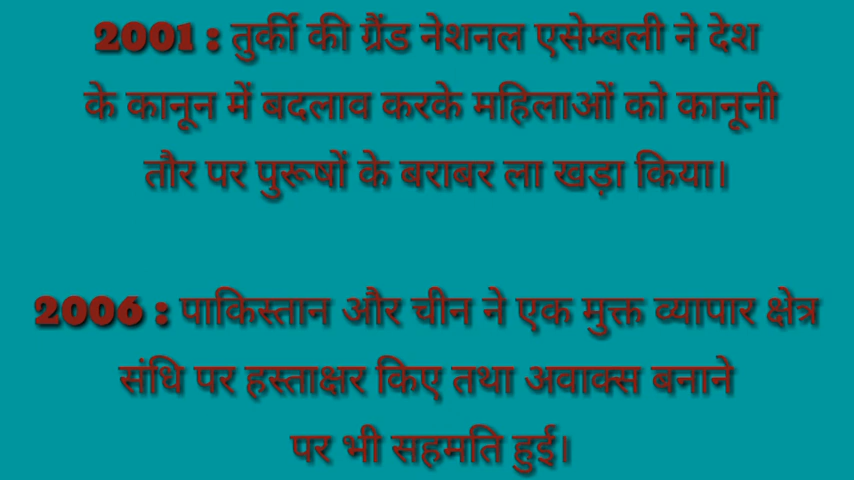 2001 : तुर्की की ग्रैंड नेशनल एसेम्बली ने देश
के कानून में बदलाव करके महिलाओं को कानूनी
तौर पर पुरूषों के बराबर ला खड़ा किया।
2006 : पाकिस्तान और चीन ने एक मुक्त व्यापार क्षेत्र
संधि पर हस्ताक्षर किए तथा अवाक्स बनाने
पर भी सहमति हुई।